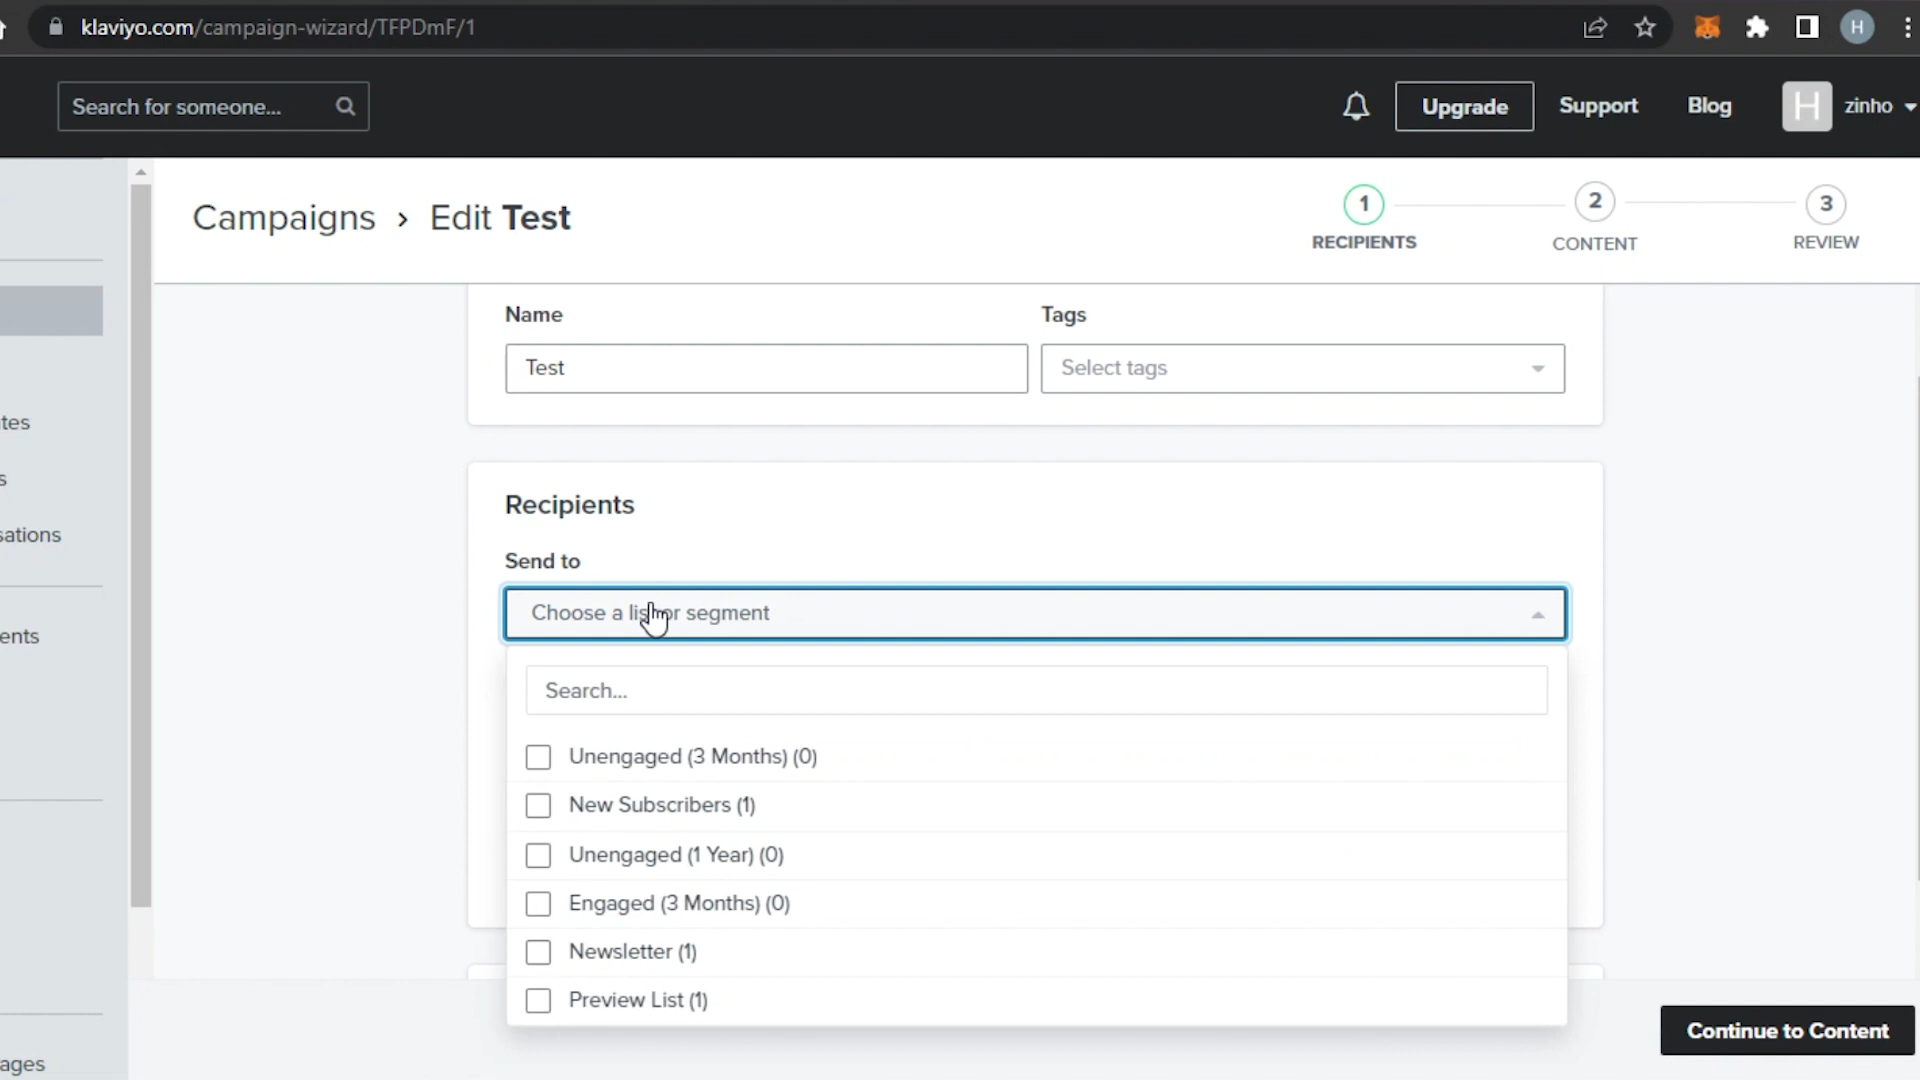 klaviyo.com/campaign-wizard/TFPDmF/1
H
Search for someone...
Upgrade
Support
Blog
H
zinho
Campaigns › Edit Test
1
RECIPIENTS
2
CONTENT
3
REVIEW
Name
Tags
Test
Select tags
tes
s
sations
ents
ages
Recipients
Send to
Choose a list or segment
Search...
Unengaged (3 Months) (0)
New Subscribers (1)
Unengaged (1 Year) (0)
Engaged (3 Months) (0)
Newsletter (1)
Preview List (1)
Continue to Content